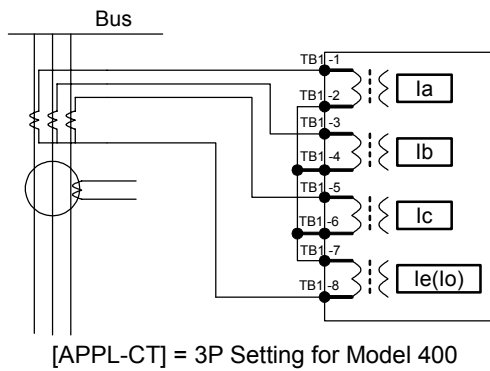 Bus
TB1 -1
Ia
TB1 -2
TB1 -3
Ib
TB1 -4
TB1 -5
Ic
TB1 -6
TB1 -7
Ie(Io)
TB1 -8
[APPL-CT] = 3P Setting for Model 400